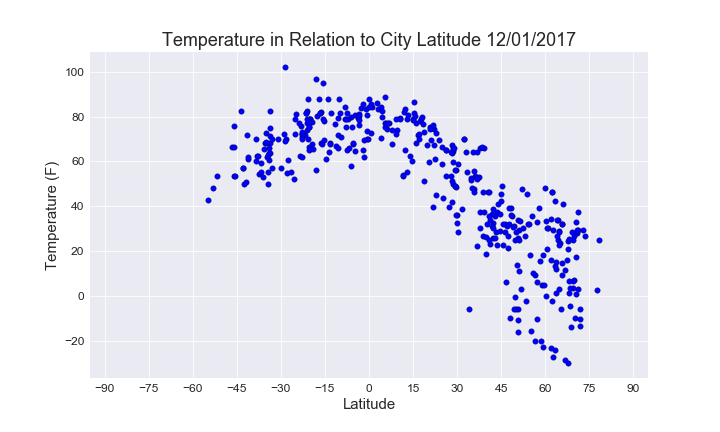 Temperature in Relation to City Latitude 12/01/2017
Temperature (F)
100
80
60
40
20
0
−20
−90 −75 −60 −45 −30 −15 0 15 30 45 60 75 90
Latitude